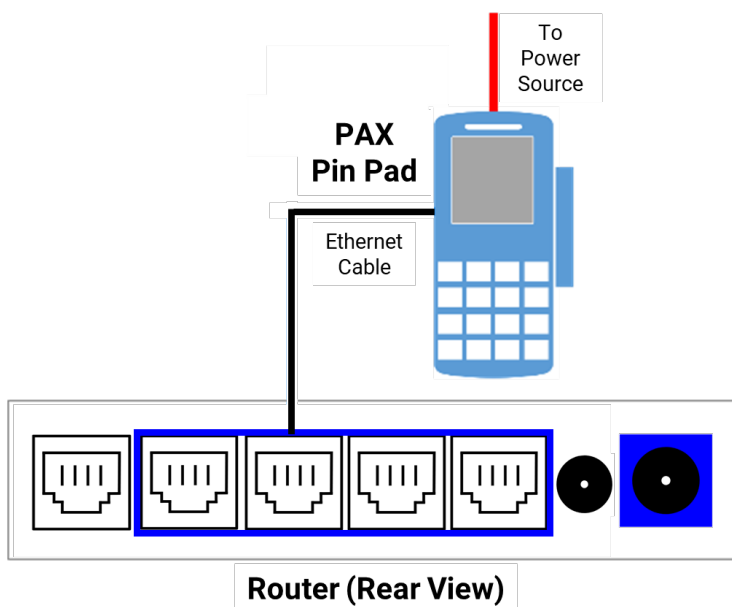 To
Power
Source
PAX
Pin Pad
Ethernet
Cable
Router (Rear View)